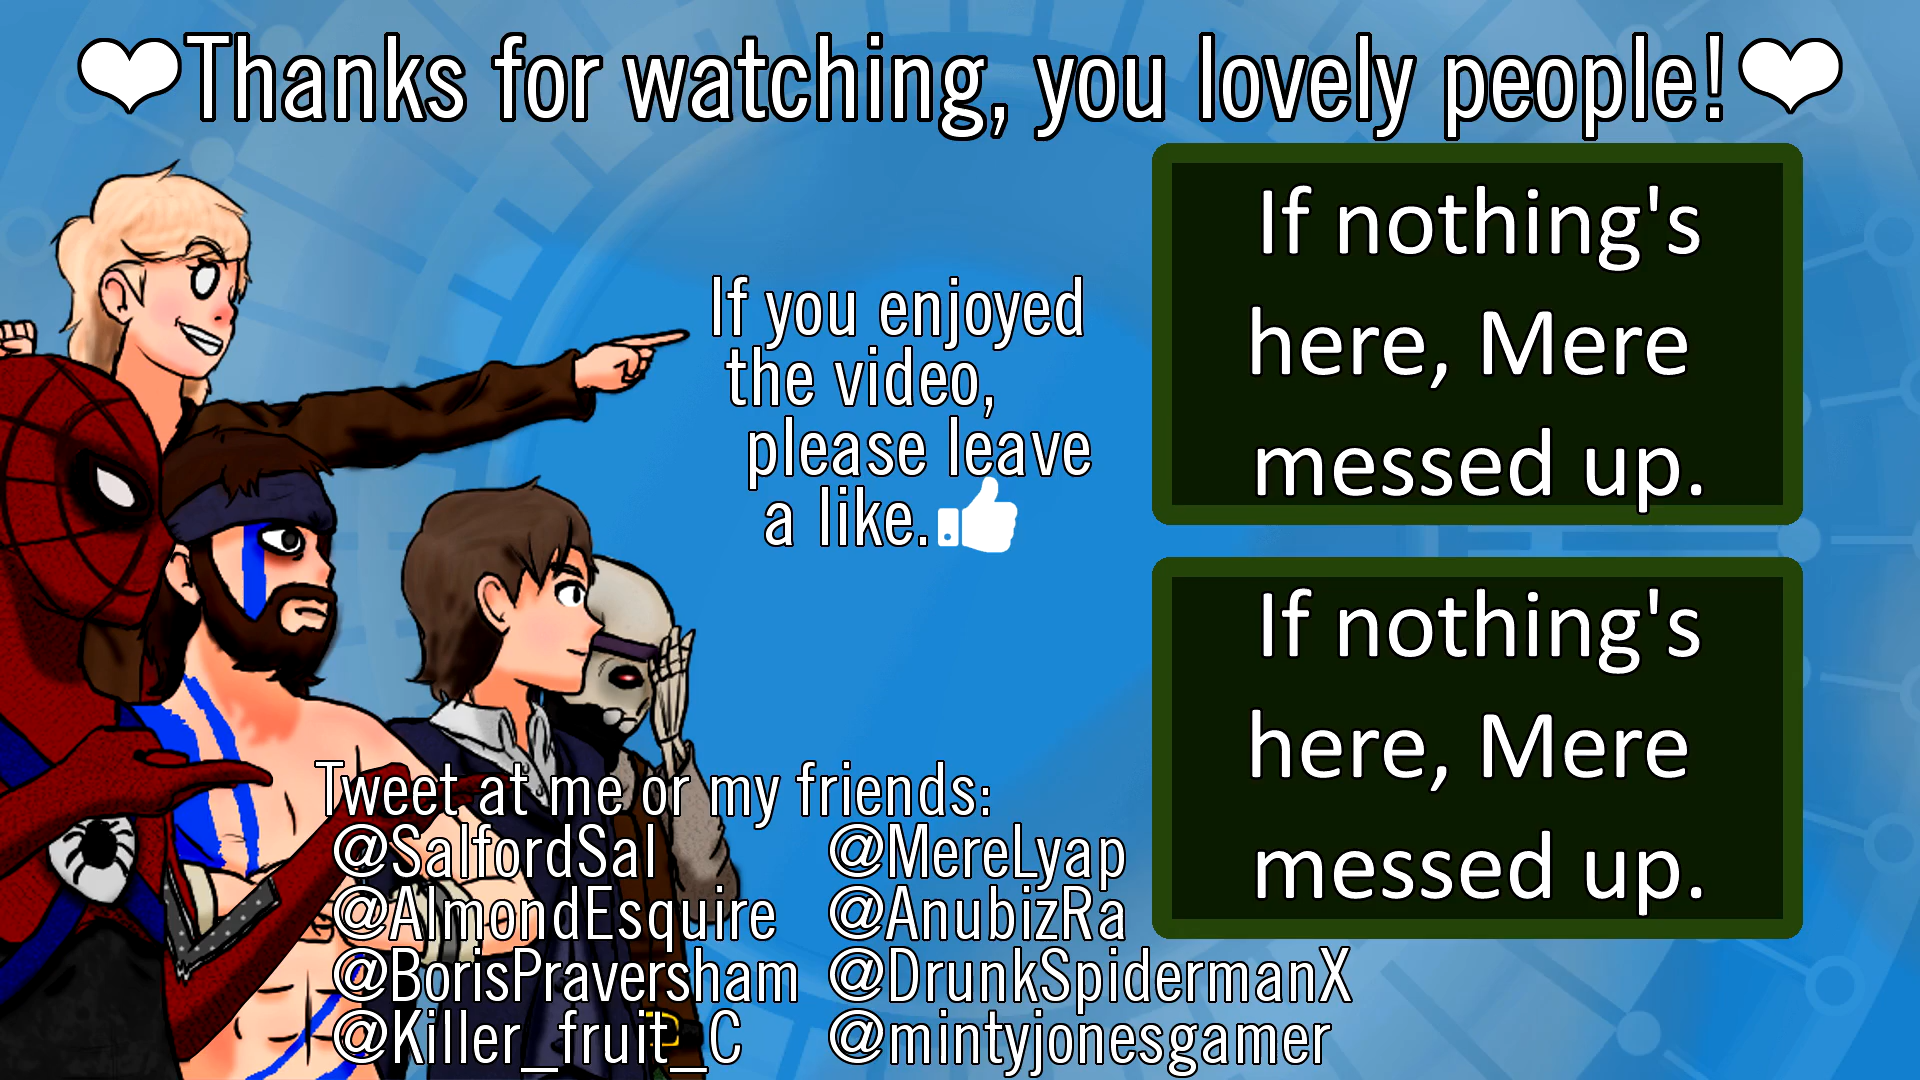 ❤Thanks for watching, you lovely people!❤
If you enjoyed
the video,
please leave
a like.
If nothing's
here, Mere
messed up.
If nothing's
here, Mere
messed up.
Tweet at me or my friends:
@SalfordSal @MereLyap
@AlmondEsquire @AnubizRa
@BorisPraversham @DrunkSpidermanX
@Killer_fruit_C @mintyjonesgamer